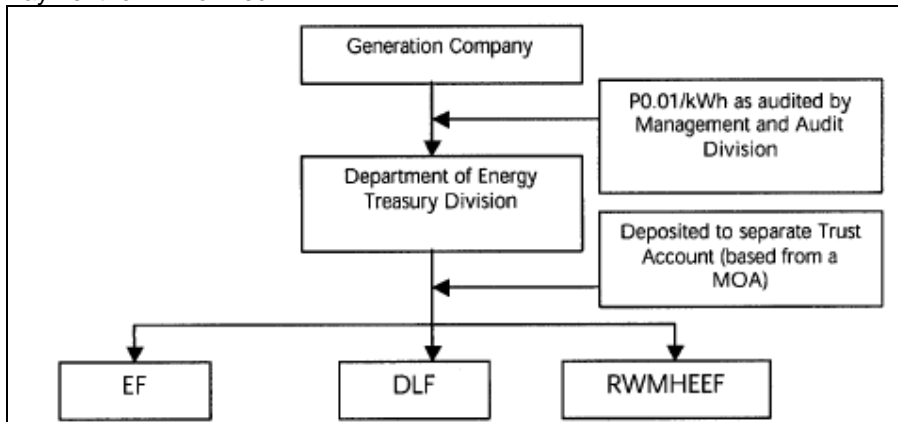 Generation Company
P0.01/kWh as audited by
Management and Audit
Division
Department of Energy
Treasury Division
Deposited to separate Trust
Account (based from a
MOA)
EF
DLF
RWMHEEF